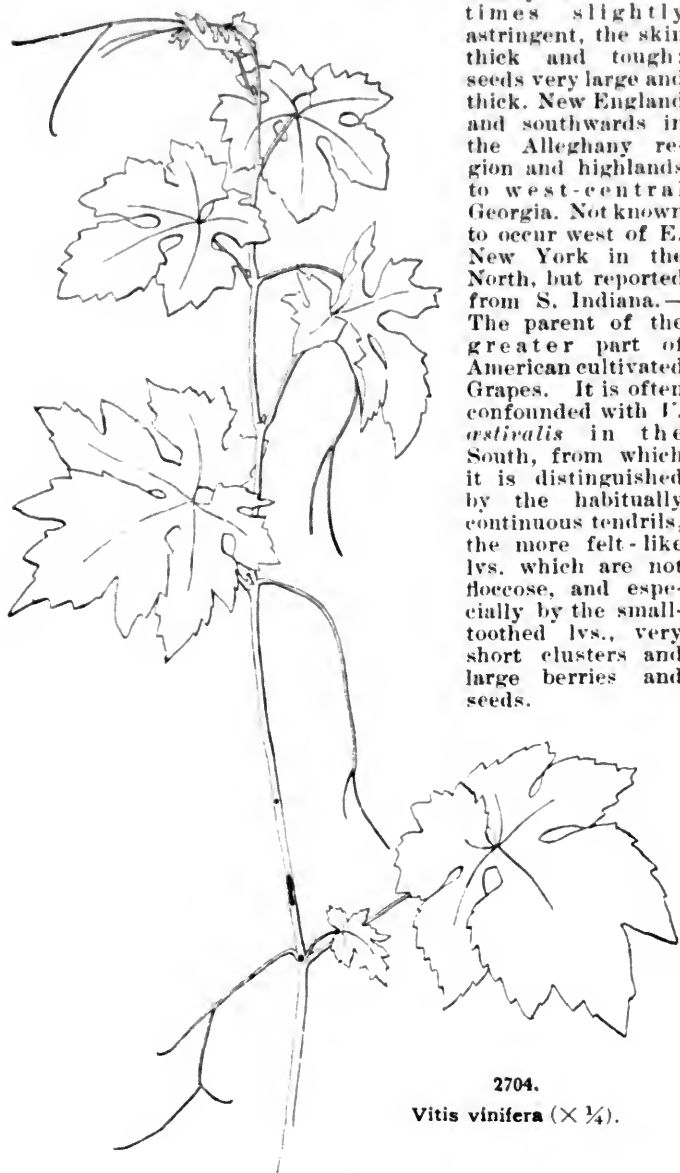 times slightly
astringent, the skin
thick and tough:
seeds very large and
thick. New England
and southwards in
the Alleghany re-
gion and highlands
to west-central
Georgia. Not known
to occur west of E.
New York in the
North, but reported
from S. Indiana.—
The parent of the
greater part of
American cultivated
Grapes. It is often
confounded with V.
æstivalis in the
South, from which
it is distinguished
by the habitually
continuous tendrils,
the more felt-like
lvs. which are not
floccose, and espe-
cially by the small-
toothed lvs., very
short clusters and
large berries and
seeds.
2704.
Vitis vinifera (× ¼).